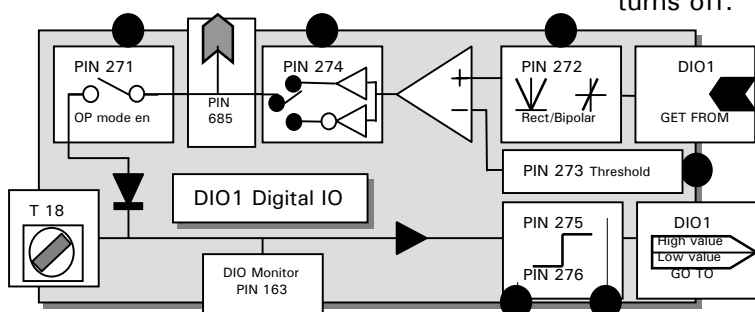 turns off.
PIN 271
OP mode en
PIN
685
PIN 274
+
−
PIN 272
Rect/Bipolar
DIO1
GET FROM
PIN 273 Threshold
T 18
DIO1 Digital IO
DIO Monitor
PIN 163
PIN 275
PIN 276
DIO1
High value
Low value
GO TO